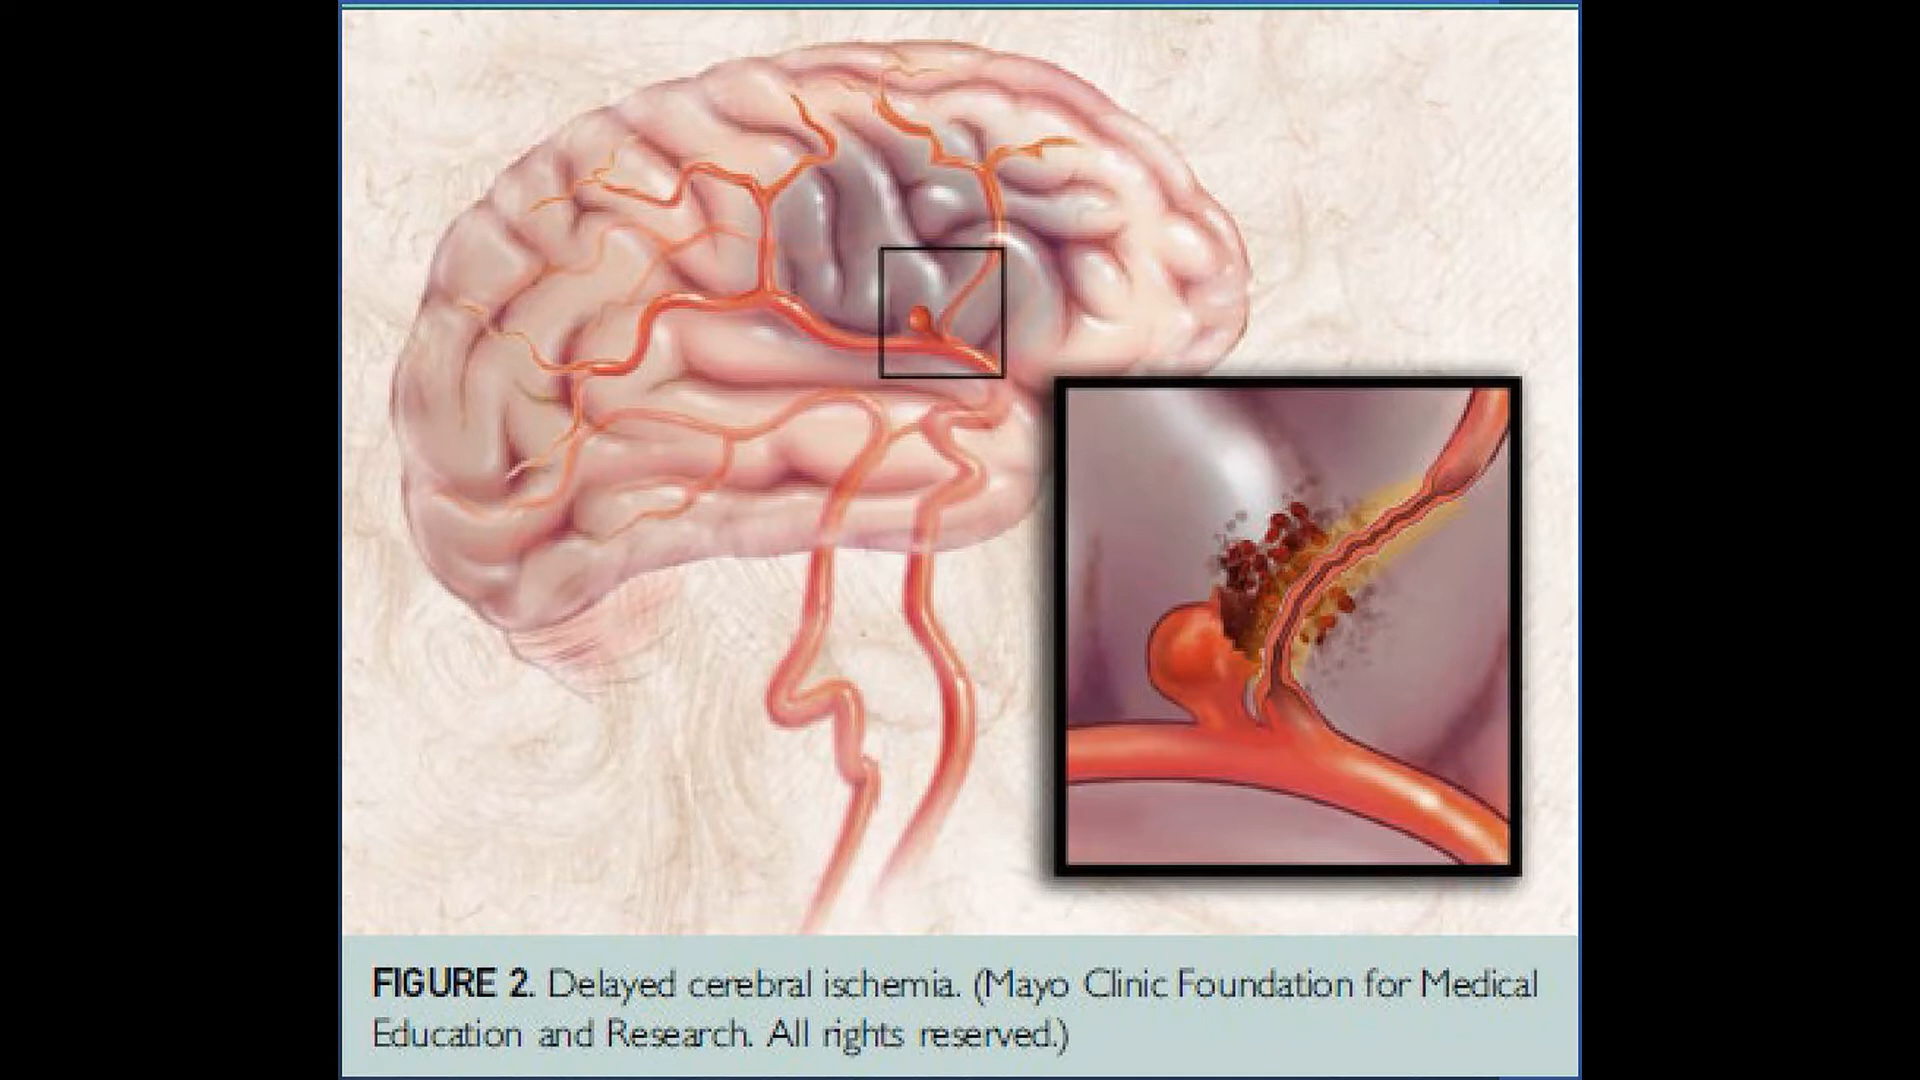 FIGURE 2. Delayed cerebral ischemia. (Mayo Clinic Foundation for Medical
Education and Research. All rights reserved.)